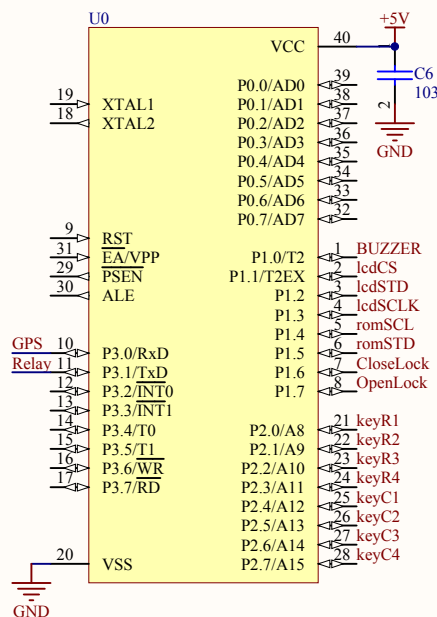 U0
+5V
VCC 40 1
C6
103
2
GND
P0.0/AD0 39
19 XTAL1 P0.1/AD1 38
18 XTAL2 P0.2/AD2 37
P0.3/AD3 36
P0.4/AD4 35
P0.5/AD5 34
P0.6/AD6 33
P0.7/AD7 32
9 RST
31 EA/VPP P1.0/T2 1 BUZZER
29 PSEN P1.1/T2EX 2 lcdCS
30 ALE P1.2 3 lcdSTD
P1.3 4 lcdSCLK
P1.4 5 romSCL
GPS 10 P3.0/RxD P1.5 6 romSTD
Relay 11 P3.1/TxD P1.6 7 CloseLock
12 P3.2/INT0 P1.7 8 OpenLock
13 P3.3/INT1
14 P3.4/T0 P2.0/A8 21 keyR1
15 P3.5/T1 P2.1/A9 22 keyR2
16 P3.6/WR P2.2/A10 23 keyR3
17 P3.7/RD P2.3/A11 24 keyR4
P2.4/A12 25 keyC1
P2.5/A13 26 keyC2
P2.6/A14 27 keyC3
20 VSS P2.7/A15 28 keyC4
GND